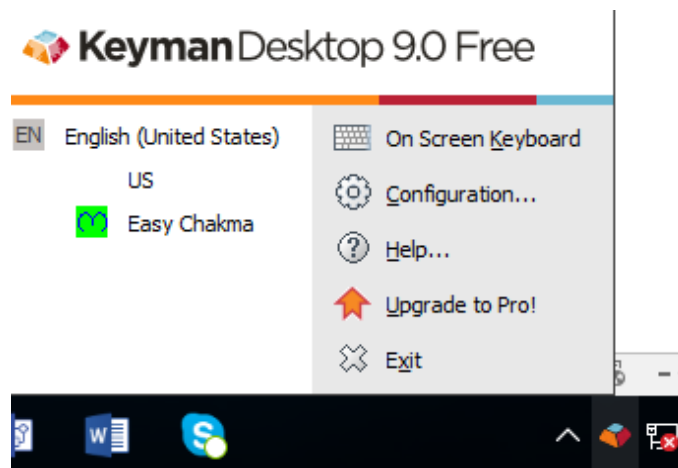 Keyman Desktop 9.0 Free
EN English (United States)
US
Easy Chakma
On Screen Keyboard
Configuration...
Help...
Upgrade to Pro!
Exit
W
S